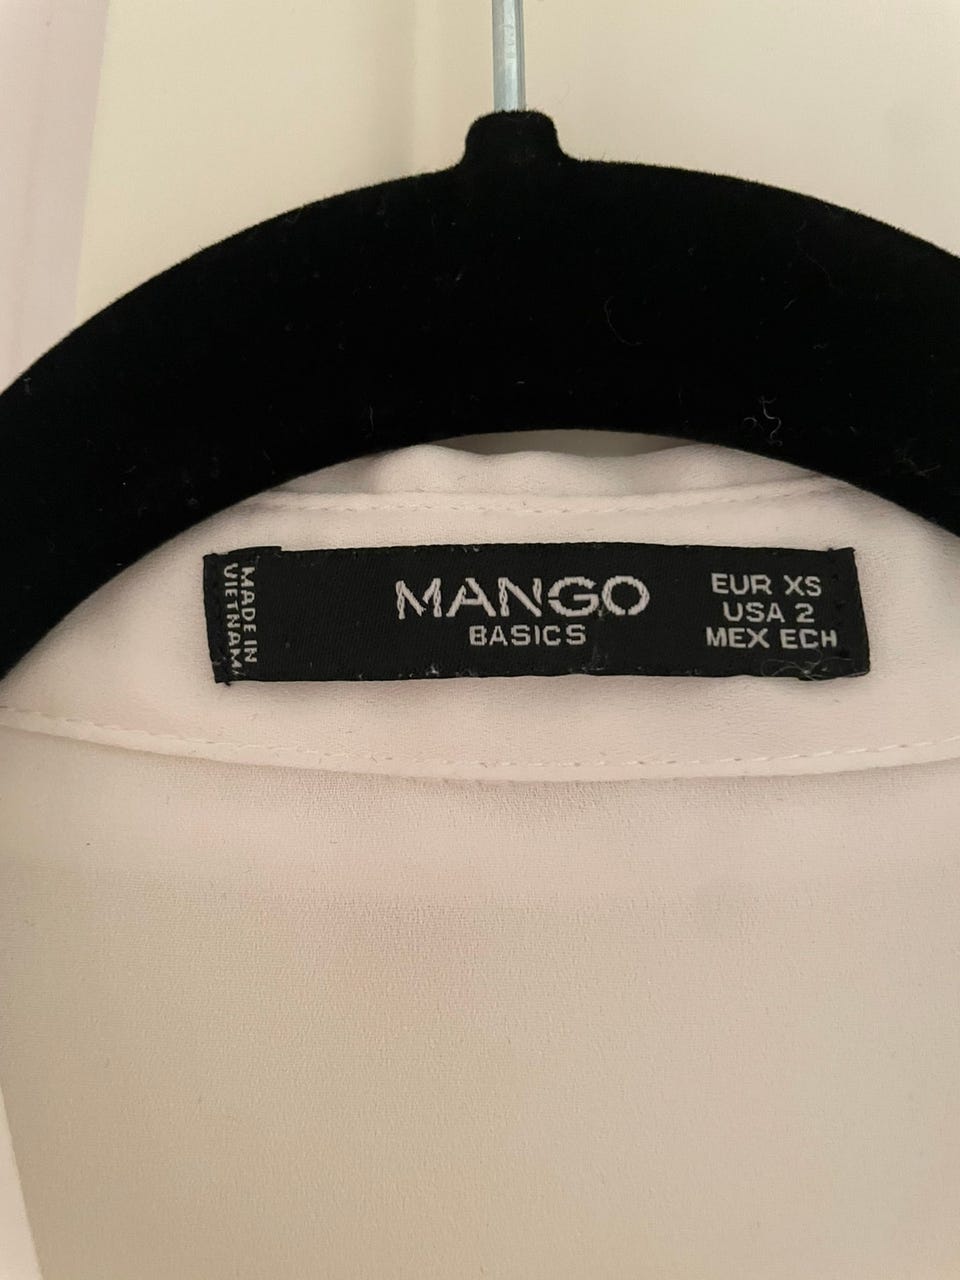 MADE IN
VIETNAM
MANGO
BASICS
EUR XS
USA 2
MEX ECH